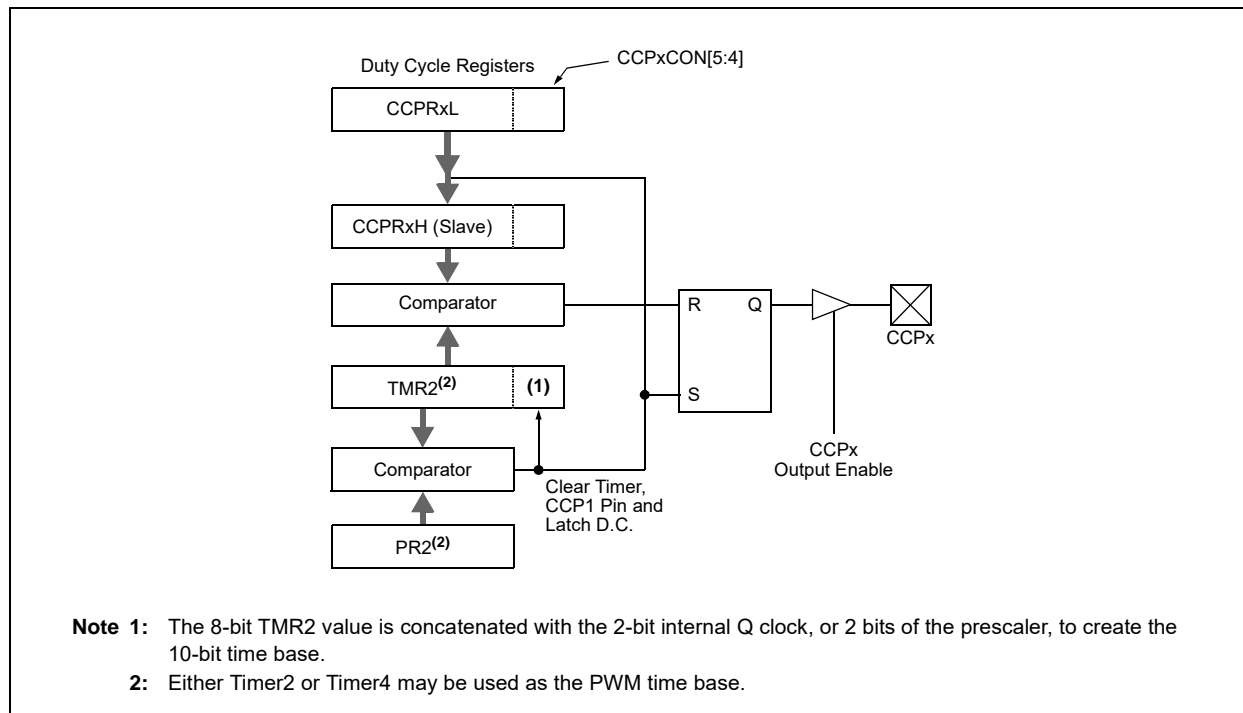 CCPxCON[5:4]
Duty Cycle Registers
CCPRxL
CCPRxH (Slave)
Comparator
R Q
CCPx
TMR2(2) (1)
S
Comparator
CCPx
Output Enable
Clear Timer,
CCP1 Pin and
Latch D.C.
PR2(2)
Note 1: The 8-bit TMR2 value is concatenated with the 2-bit internal Q clock, or 2 bits of the prescaler, to create the
10-bit time base.
2: Either Timer2 or Timer4 may be used as the PWM time base.